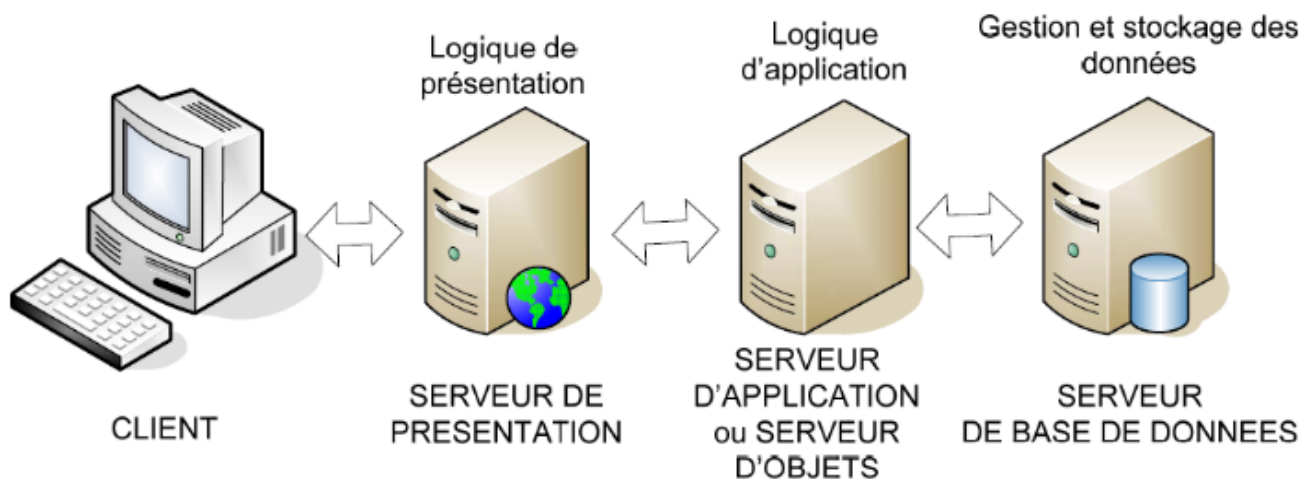 Logique de
présentation
Logique
d'application
Gestion et stockage des
données
CLIENT
SERVEUR DE
PRESENTATION
SERVEUR
D'APPLICATION
ou SERVEUR
D'OBJETS
SERVEUR
DE BASE DE DONNEES